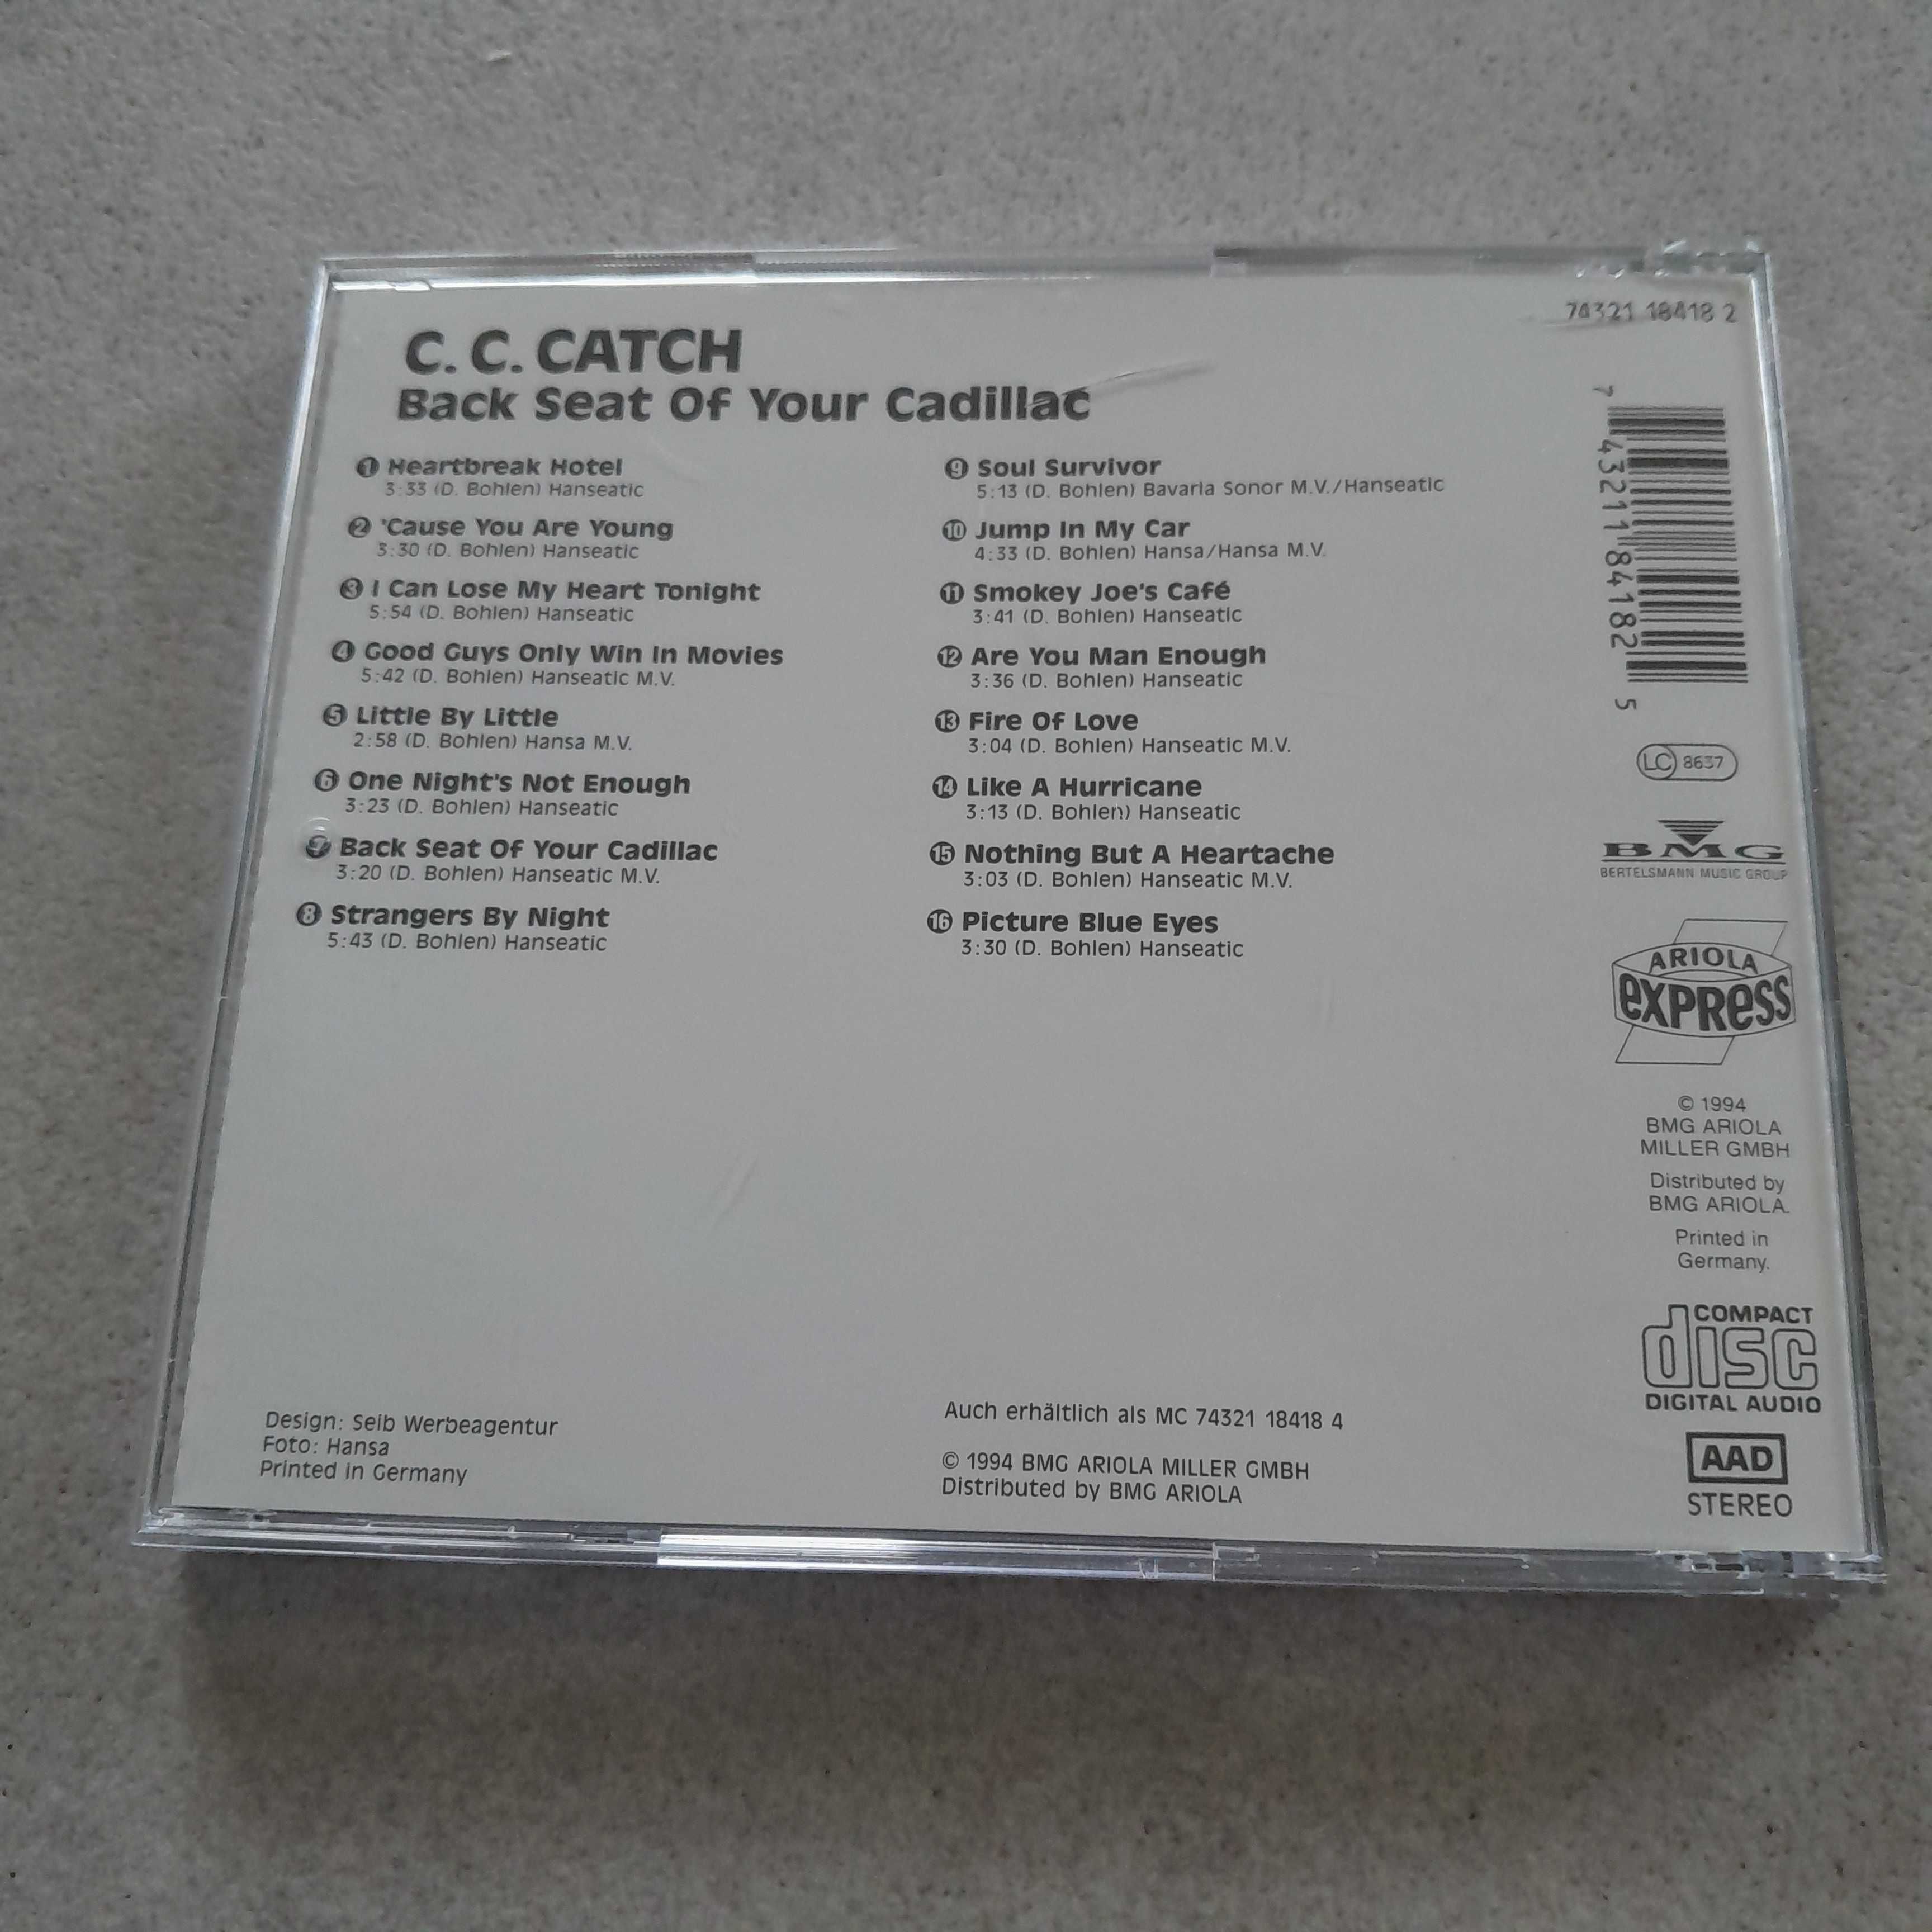 74321 18418 2
C. C. CATCH
Back Seat Of Your Cadillac
1 Heartbreak Hotel
3:33 (D. Bohlen) Hanseatic
2 'Cause You Are Young
3:30 (D. Bohlen) Hanseatic
3 I Can Lose My Heart Tonight
5:54 (D. Bohlen) Hanseatic
4 Good Guys Only Win In Movies
5:42 (D. Bohlen) Hanseatic M.V.
5 Little By Little
2:58 (D. Bohlen) Hansa M.V.
6 One Night's Not Enough
3:23 (D. Bohlen) Hanseatic
7 Back Seat Of Your Cadillac
3:20 (D. Bohlen) Hanseatic M.V.
8 Strangers By Night
5:43 (D. Bohlen) Hanseatic
9 Soul Survivor
5:13 (D. Bohlen) Bavaria Sonor M.V./Hanseatic
10 Jump In My Car
4:33 (D. Bohlen) Hansa/Hansa M.V.
11 Smokey Joe's Café
3:41 (D. Bohlen) Hanseatic
12 Are You Man Enough
3:36 (D. Bohlen) Hanseatic
13 Fire Of Love
3:04 (D. Bohlen) Hanseatic M.V.
14 Like A Hurricane
3:13 (D. Bohlen) Hanseatic
15 Nothing But A Heartache
3:03 (D. Bohlen) Hanseatic M.V.
16 Picture Blue Eyes
3:30 (D. Bohlen) Hanseatic
7 43211 84182 5
LC 8637
BMG
BERTELSMANN MUSIC GROUP
ARIOLA
express
© 1994
BMG ARIOLA
MILLER GMBH
Distributed by
BMG ARIOLA.
Printed in
Germany.
COMPACT
disc
DIGITAL AUDIO
AAD
STEREO
Design: Seib Werbeagentur
Foto: Hansa
Printed in Germany
Auch erhältlich als MC 74321 18418 4
© 1994 BMG ARIOLA MILLER GMBH
Distributed by BMG ARIOLA